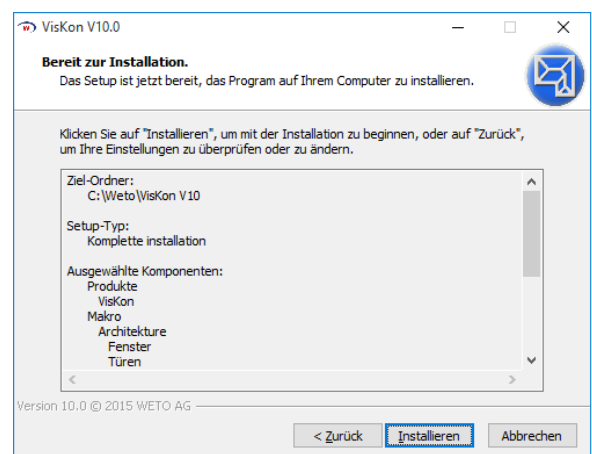 VisKon V10.0
Bereit zur Installation.
Das Setup ist jetzt bereit, das Program auf Ihrem Computer zu installieren.
Klicken Sie auf "Installieren", um mit der Installation zu beginnen, oder auf "Zurück",
um Ihre Einstellungen zu überprüfen oder zu ändern.
Ziel-Ordner:
C:\Weto\VisKon V10
Setup-Typ:
Komplette installation
Ausgewählte Komponenten:
Produkte
VisKon
Makro
Architekture
Fenster
Türen
Version 10.0 © 2015 WETO AG
< Zurück Installieren Abbrechen